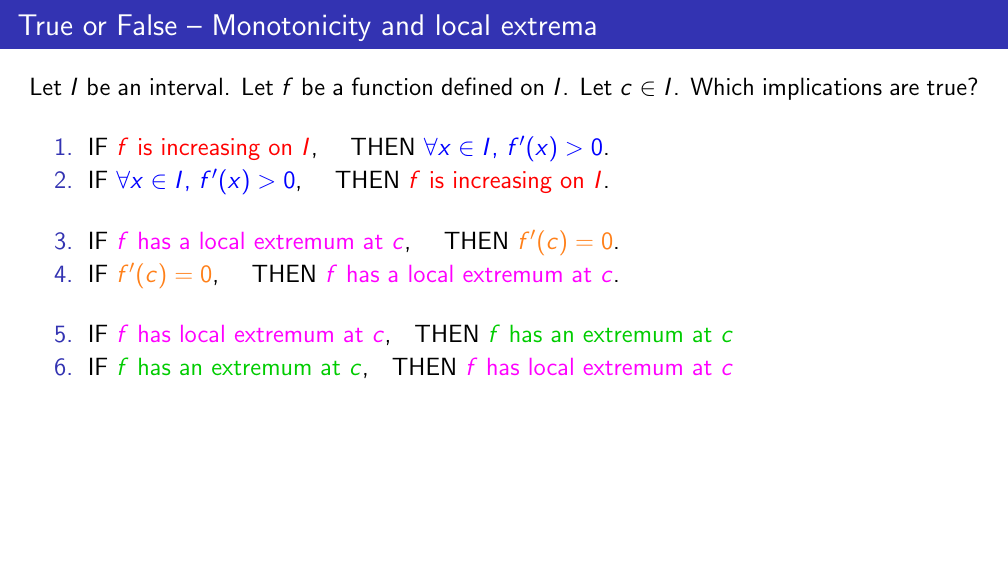 True or False – Monotonicity and local extrema
Let I be an interval. Let f be a function defined on I. Let c ∈ I. Which implications are true?
1. IF f is increasing on I, THEN ∀x ∈ I, f′(x) > 0.
2. IF ∀x ∈ I, f′(x) > 0, THEN f is increasing on I.
3. IF f has a local extremum at c, THEN f′(c) = 0.
4. IF f′(c) = 0, THEN f has a local extremum at c.
5. IF f has local extremum at c, THEN f has an extremum at c
6. IF f has an extremum at c, THEN f has local extremum at c